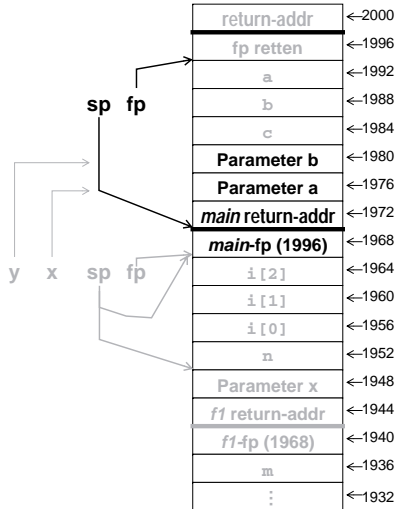 return-addr ←2000
fp retten ←1996
a ←1992
b ←1988
sp fp
c ←1984
Parameter b ←1980
Parameter a ←1976
main return-addr ←1972
main-fp (1996) ←1968
y x sp fp
i[2] ←1964
i[1] ←1960
i[0] ←1956
n ←1952
Parameter x ←1948
f1 return-addr ←1944
f1-fp (1968) ←1940
m ←1936
⋮ ←1932